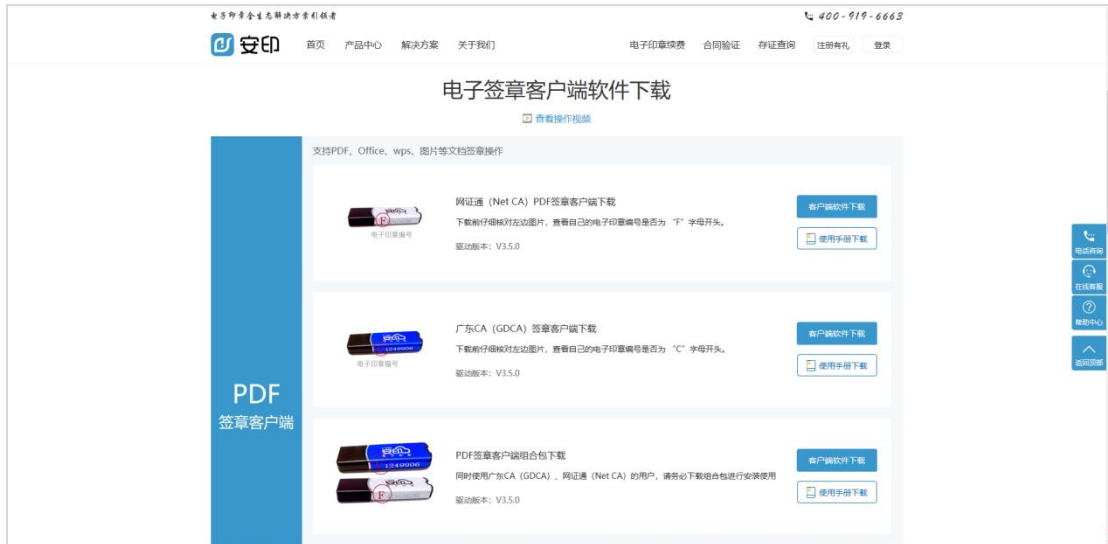 电子印章全生态解决方案引领者
400-919-6663
安印
首页 产品中心 解决方案 关于我们 电子印章续费 合同验证 存证查询 注册有礼 登录
电子签章客户端软件下载
查看操作视频
支持PDF、Office、wps、图片等文档签章操作
网证通（Net CA）PDF签章客户端下载
下载前仔细核对左边图片，查看自己的电子印章编号是否为“F”字母开头。
驱动版本：V3.5.0
F
电子印章编号
客户端软件下载
使用手册下载
广东CA（GDCA）签章客户端下载
下载前仔细核对左边图片，查看自己的电子印章编号是否为“C”字母开头。
驱动版本：V3.5.0
1249906
电子印章编号
客户端软件下载
使用手册下载
PDF
签章客户端
PDF签章客户端组合包下载
同时使用广东CA（GDCA）、网证通（Net CA）的用户，请务必下载组合包进行安装使用
驱动版本：V3.5.0
1249906
F
客户端软件下载
使用手册下载
电话咨询
在线客服
帮助中心
返回顶部